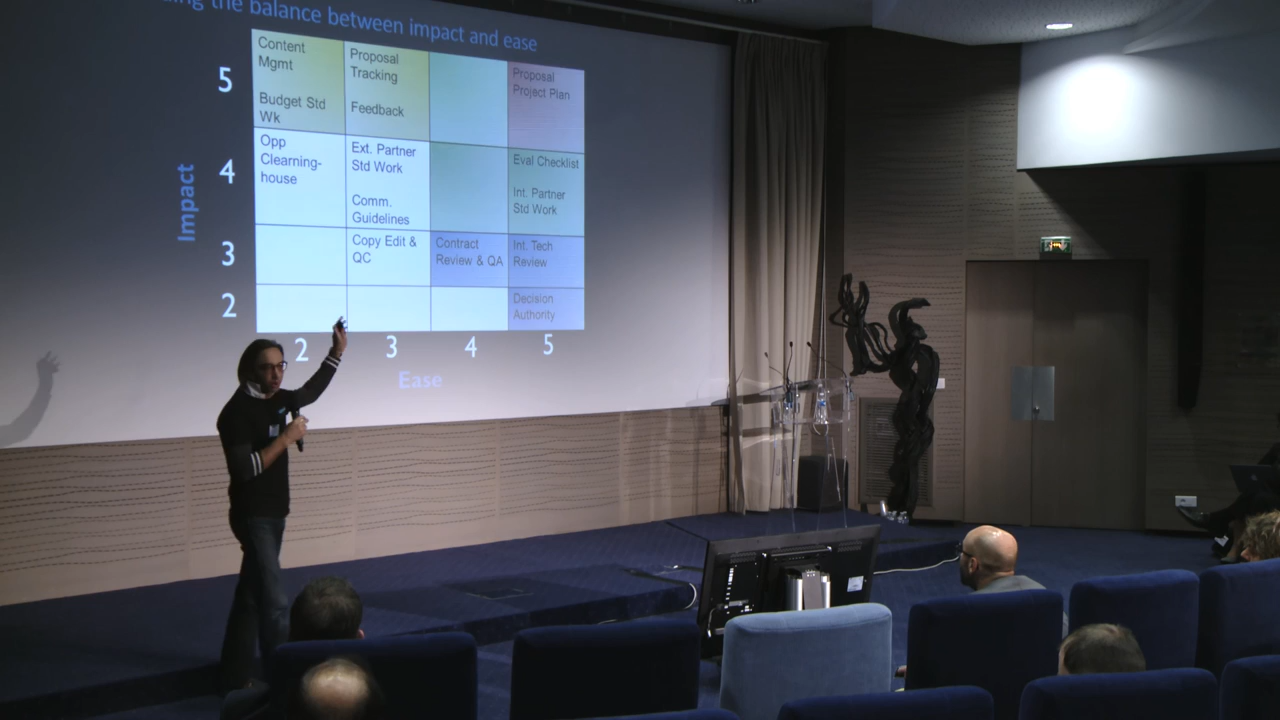 the balance between impact and ease
Content
Mgmt
Budget Std
Wk
Proposal
Tracking
Feedback
Proposal
Project Plan
5
Opp
Clearning-
house
Ext. Partner
Std Work
Comm.
Guidelines
Eval Checklist
Int. Partner
Std Work
4
Impact
Copy Edit &
QC
Contract
Review & QA
Int. Tech
Review
3
Decision
Authority
2
2 3 4 5
Ease